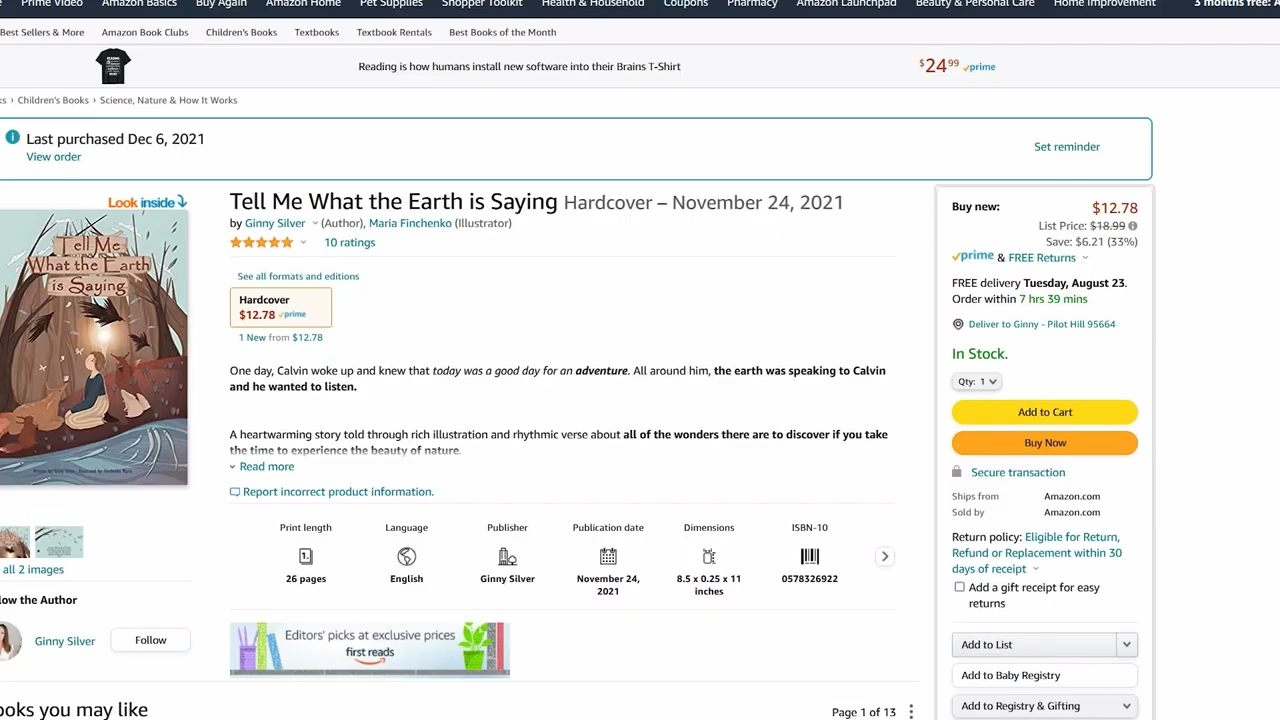 Prime Video Amazon Basics Buy Again Amazon Home Pet Supplies Shopper Toolkit Health & Household Coupons Pharmacy Amazon Launchpad Beauty & Personal Care Home Improvement 3 months free:
Best Sellers & More Amazon Book Clubs Children's Books Textbooks Textbook Rentals Best Books of the Month
Reading is how humans install new software into their Brains T-Shirt
$24.99 prime
› Children's Books › Science, Nature & How It Works
Last purchased Dec 6, 2021
View order
Set reminder
Look inside
Tell Me
What the Earth
is Saying
Tell Me What the Earth is Saying Hardcover – November 24, 2021
by Ginny Silver (Author), Maria Finchenko (Illustrator)
10 ratings
See all formats and editions
Hardcover
$12.78 prime
1 New from $12.78
One day, Calvin woke up and knew that today was a good day for an adventure. All around him, the earth was speaking to Calvin
and he wanted to listen.
A heartwarming story told through rich illustration and rhythmic verse about all of the wonders there are to discover if you take
the time to experience the beauty of nature.
Read more
Report incorrect product information.
Print length
26 pages
Language
English
Publisher
Ginny Silver
Publication date
November 24,
2021
Dimensions
8.5 x 0.25 x 11
inches
ISBN-10
0578326922
all 2 images
the Author
Ginny Silver
Follow
Editors' picks at exclusive prices
first reads
you may like
Page 1 of 13
Buy new:
$12.78
List Price: $18.99
Save: $6.21 (33%)
prime & FREE Returns
FREE delivery Tuesday, August 23.
Order within 7 hrs 39 mins
Deliver to Ginny - Pilot Hill 95664
In Stock.
Qty: 1
Add to Cart
Buy Now
Secure transaction
Ships from Amazon.com
Sold by Amazon.com
Return policy: Eligible for Return,
Refund or Replacement within 30
days of receipt
Add a gift receipt for easy
returns
Add to List
Add to Baby Registry
Add to Registry & Gifting